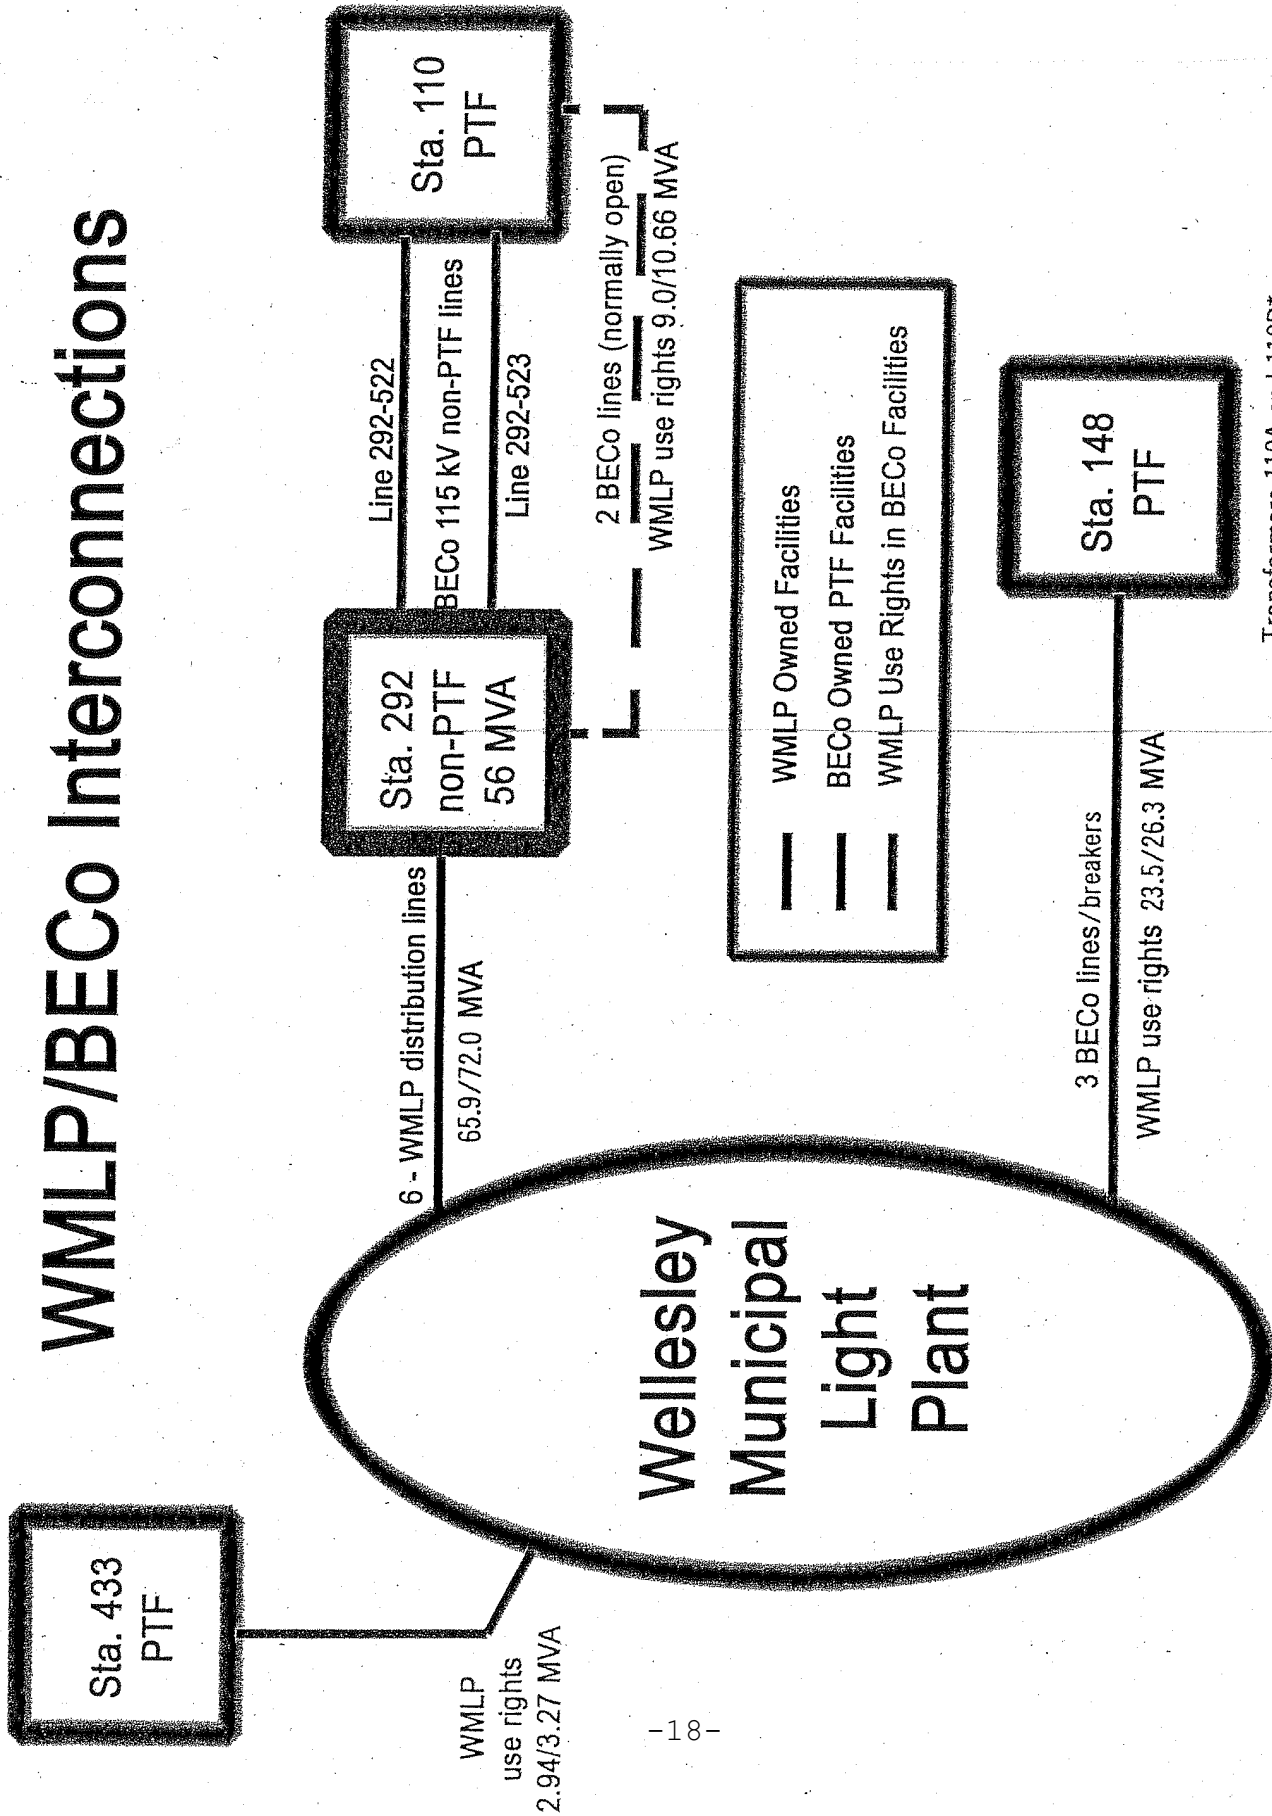 WMLP/BECo Interconnections
Sta. 433
PTF
WMLP
use rights
2.94/3.27 MVA
Wellesley
Municipal
Light
Plant
6 - WMLP distribution lines
65.9/72.0 MVA
Sta. 292
non-PTF
56 MVA
Line 292-522
BECo 115 kV non-PTF lines
Line 292-523
Sta. 110
PTF
2 BECo lines (normally open)
WMLP use rights 9.0/10.66 MVA
WMLP Owned Facilities
BECo Owned PTF Facilities
WMLP Use Rights in BECo Facilities
3 BECo lines/breakers
WMLP use rights 23.5/26.3 MVA
Sta. 148
PTF
-18-